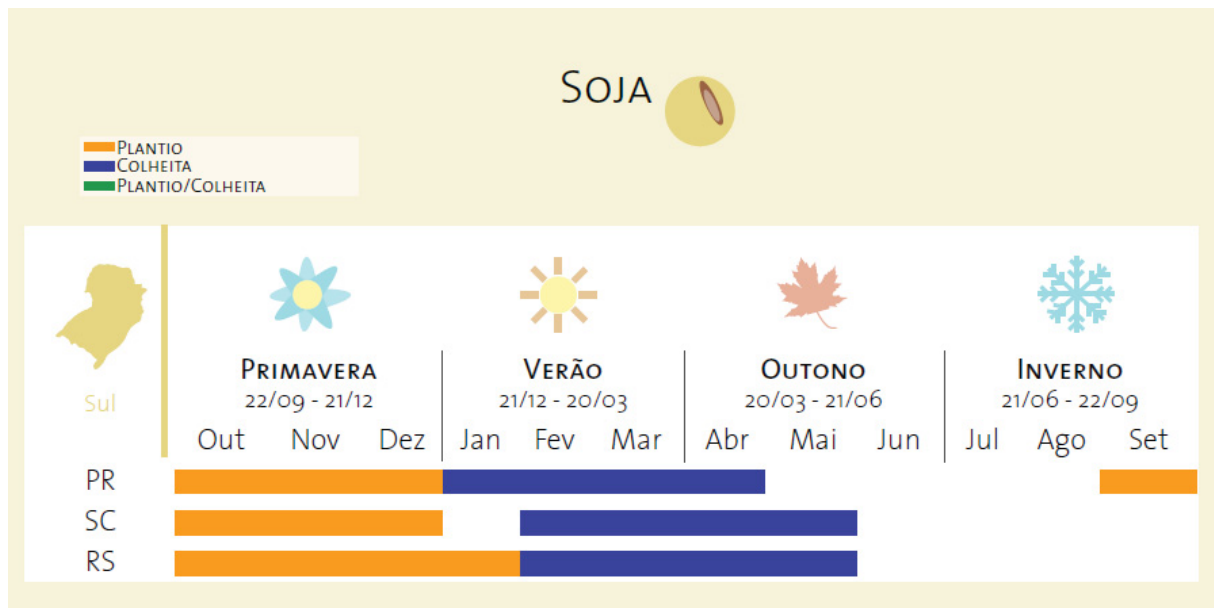 Soja
Plantio
Colheita
Plantio/Colheita
Sul
Primavera Verão Outono Inverno
22/09 - 21/12 21/12 - 20/03 20/03 - 21/06 21/06 - 22/09
Out Nov Dez Jan Fev Mar Abr Mai Jun Jul Ago Set
PR
SC
RS